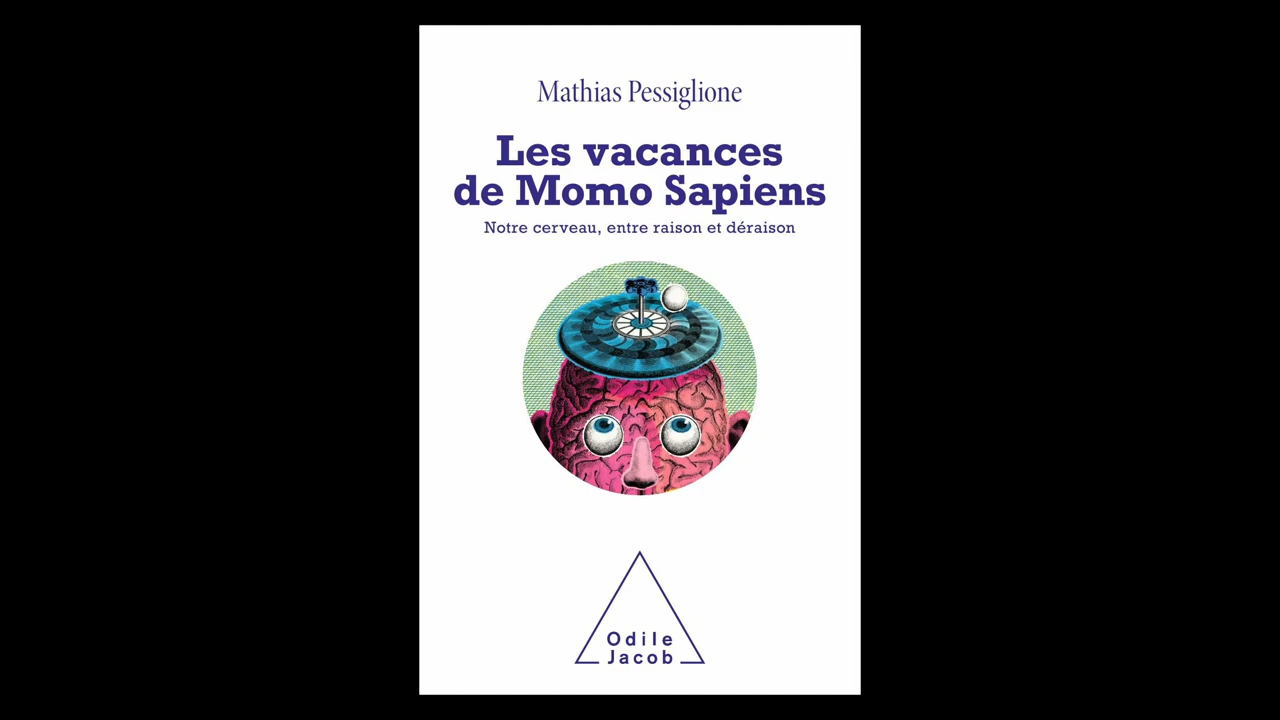 Mathias Pessiglione
Les vacances
de Momo Sapiens
Notre cerveau, entre raison et déraison
Odile
Jacob